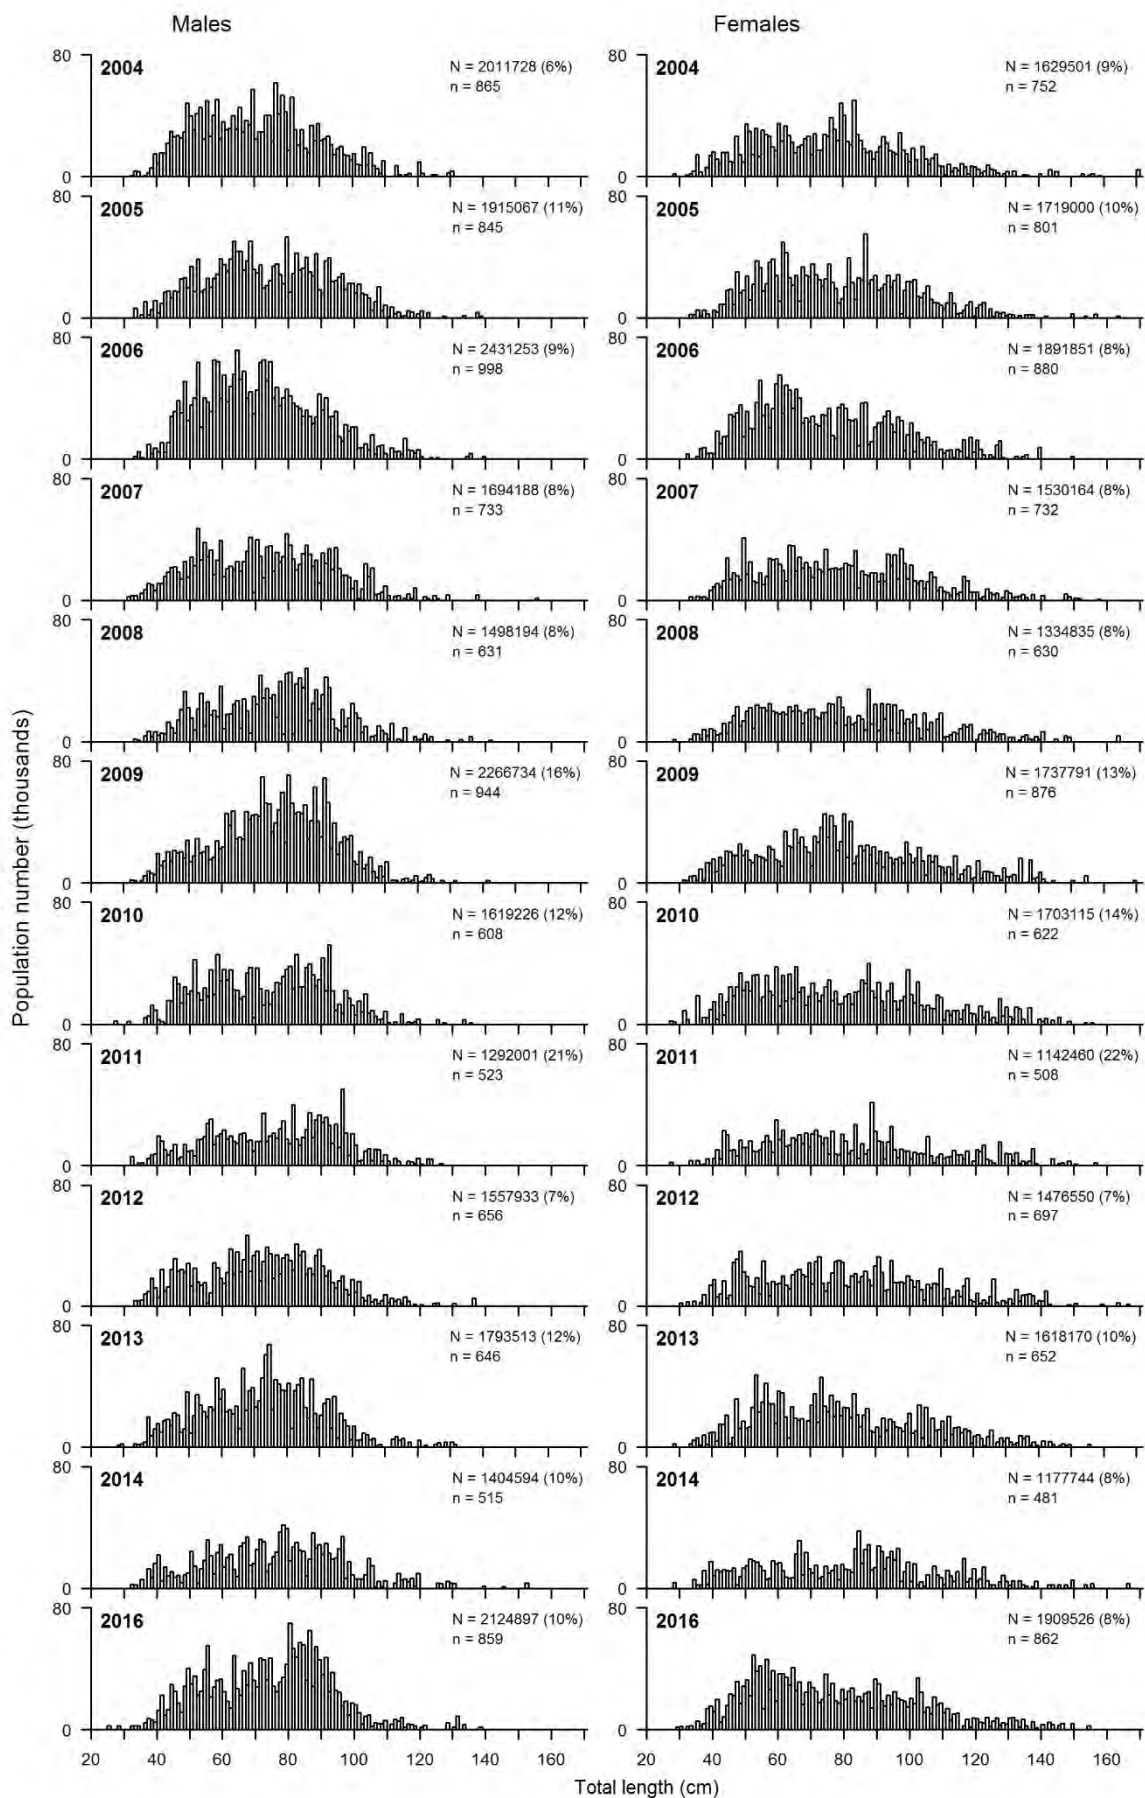 Males Females
80 2004 N = 2011728 (6%) 2004 N = 1629501 (9%)
n = 865 n = 752
0 0
80 2005 N = 1915067 (11%) 80 2005 N = 1719000 (10%)
n = 845 n = 801
0 0
80 2006 N = 2431253 (9%) 80 2006 N = 1891851 (8%)
n = 998 n = 880
0 0
80 2007 N = 1694188 (8%) 80 2007 N = 1530164 (8%)
n = 733 n = 732
0 0
80 2008 N = 1498194 (8%) 80 2008 N = 1334835 (8%)
n = 631 n = 630
0 0
80 2009 N = 2266734 (16%) 80 2009 N = 1737791 (13%)
n = 944 n = 876
0 0
80 2010 N = 1619226 (12%) 80 2010 N = 1703115 (14%)
n = 608 n = 622
0 0
80 2011 N = 1292001 (21%) 80 2011 N = 1142460 (22%)
n = 523 n = 508
0 0
80 2012 N = 1557933 (7%) 80 2012 N = 1476550 (7%)
n = 656 n = 697
0 0
80 2013 N = 1793513 (12%) 80 2013 N = 1618170 (10%)
n = 646 n = 652
0 0
80 2014 N = 1404594 (10%) 80 2014 N = 1177744 (8%)
n = 515 n = 481
0 0
80 2016 N = 2124897 (10%) 80 2016 N = 1909526 (8%)
n = 859 n = 862
0 0
20 40 60 80 100 120 140 160 20 40 60 80 100 120 140 160
Total length (cm)
Population number (thousands)